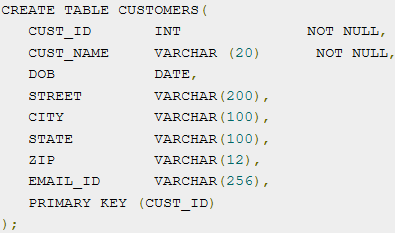 CREATE TABLE CUSTOMERS(
CUST_ID INT NOT NULL,
CUST_NAME VARCHAR (20) NOT NULL,
DOB DATE,
STREET VARCHAR(200),
CITY VARCHAR(100),
STATE VARCHAR(100),
ZIP VARCHAR(12),
EMAIL_ID VARCHAR(256),
PRIMARY KEY (CUST_ID)
);